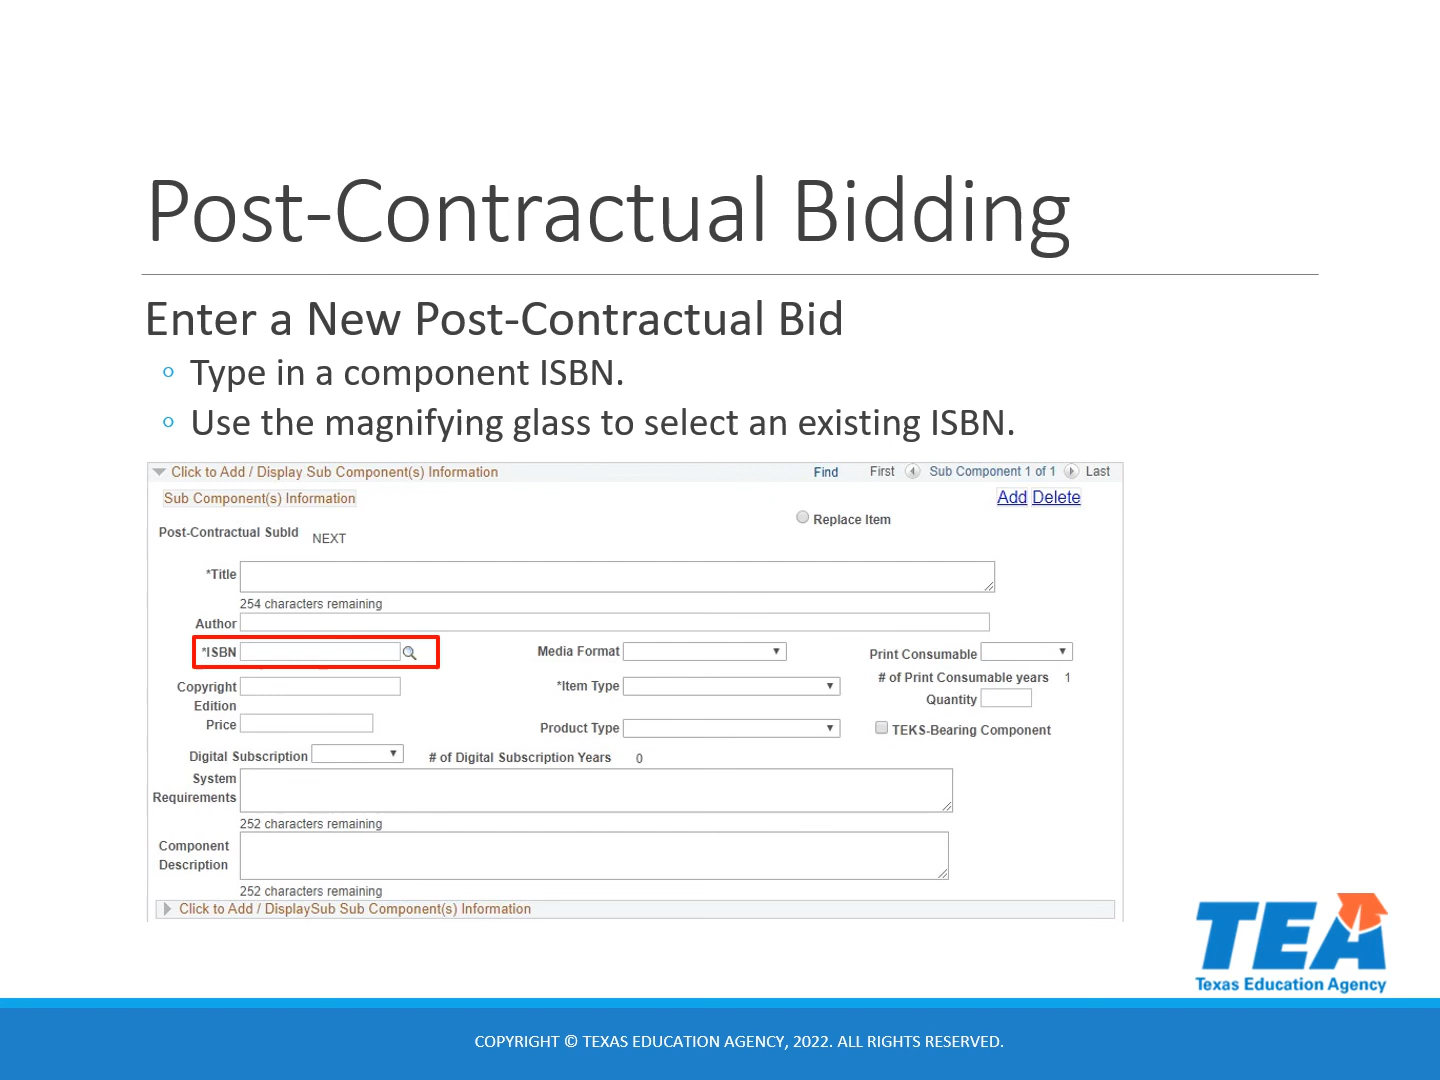 Post-Contractual Bidding
Enter a New Post-Contractual Bid
Type in a component ISBN.
Use the magnifying glass to select an existing ISBN.
Click to Add / Display Sub Component(s) Information Find First Sub Component 1 of 1 Last
Sub Component(s) Information Add Delete
Replace Item
Post-Contractual SubId NEXT
*Title
254 characters remaining
Author
*ISBN Media Format Print Consumable
# of Print Consumable years 1
Copyright *Item Type
Edition Quantity
Price Product Type TEKS-Bearing Component
Digital Subscription # of Digital Subscription Years 0
System
Requirements
252 characters remaining
Component
Description
252 characters remaining
Click to Add / DisplaySub Sub Component(s) Information
TEA
Texas Education Agency
COPYRIGHT © TEXAS EDUCATION AGENCY, 2022. ALL RIGHTS RESERVED.